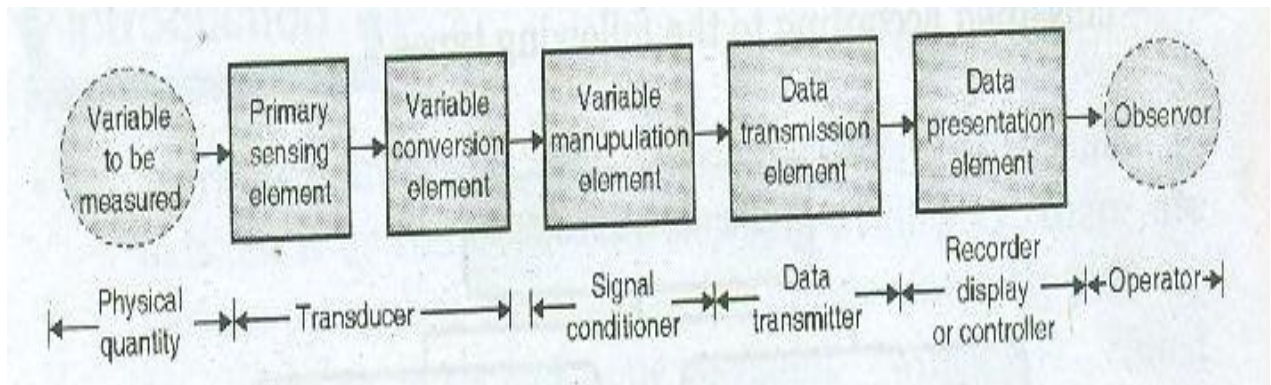 Variable
to be
measured
Primary
sensing
element
Variable
conversion
element
Variable
manupulation
element
Data
transmission
element
Data
presentation
element
Observor
Physical
quantity
Transducer
Signal
conditioner
Data
transmitter
Recorder
display
or controller
Operator